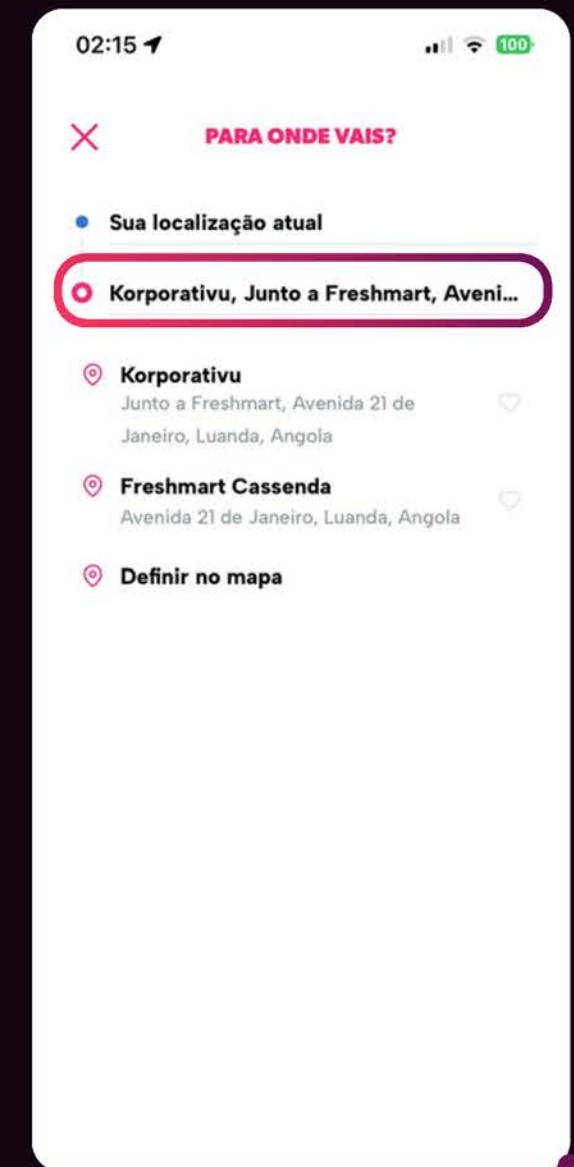 02:15
100
PARA ONDE VAIS?
Sua localização atual
Korporativu, Junto a Freshmart, Aveni...
Korporativu
Junto a Freshmart, Avenida 21 de
Janeiro, Luanda, Angola
Freshmart Cassenda
Avenida 21 de Janeiro, Luanda, Angola
Definir no mapa